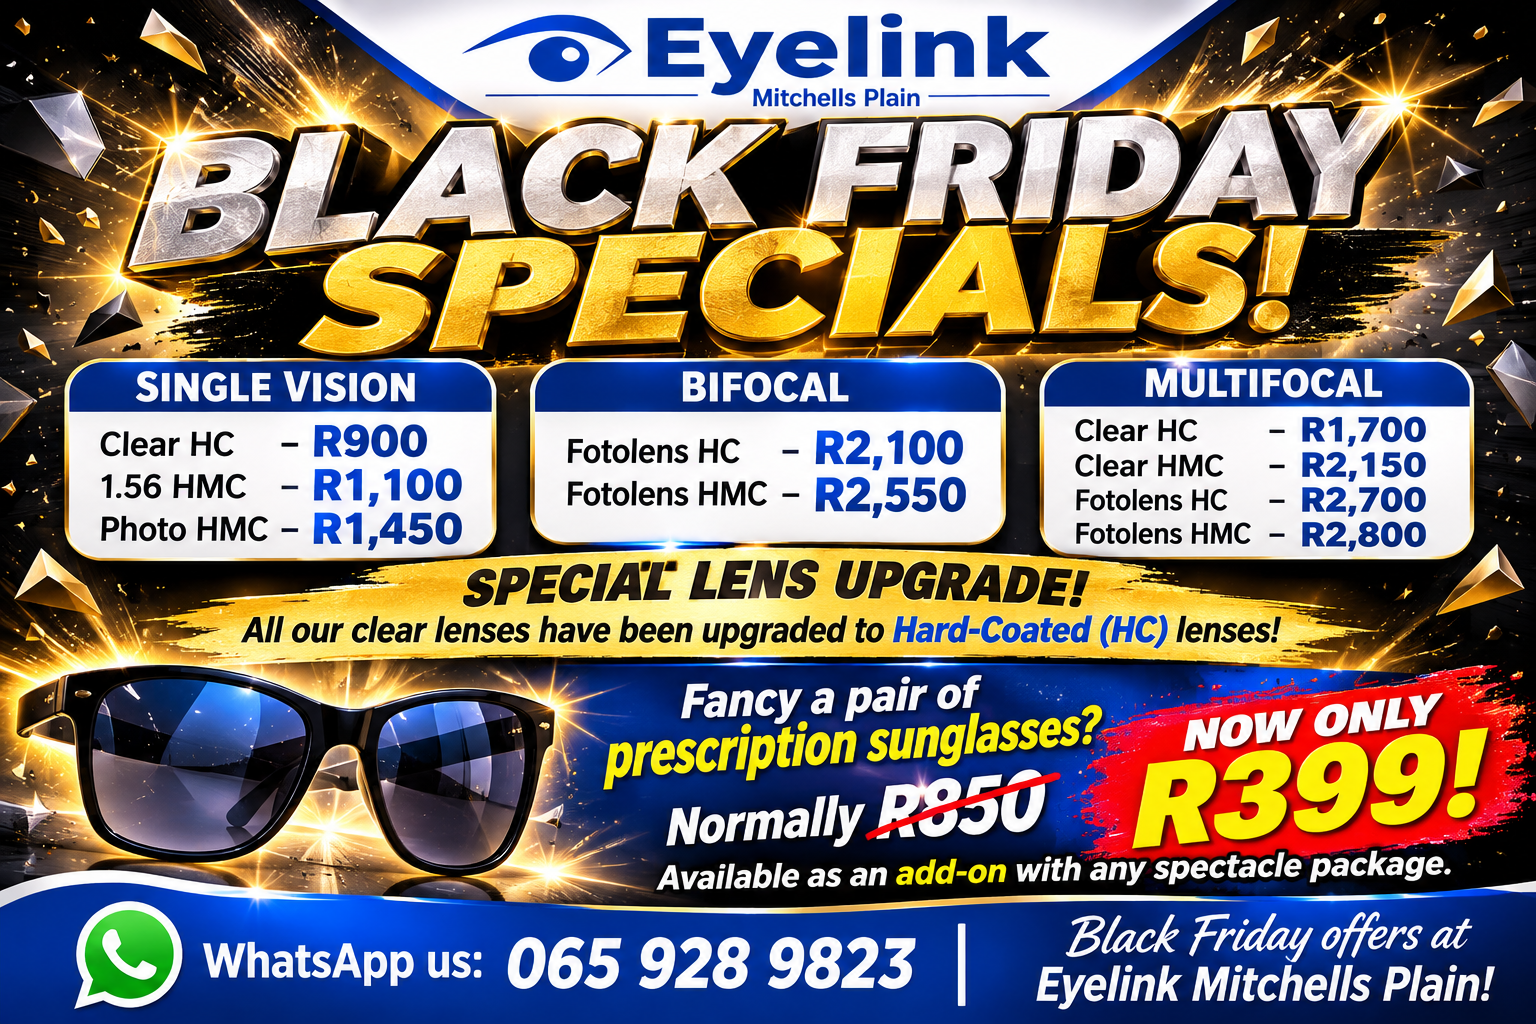 Eyelink
Mitchells Plain
BLACK FRIDAY
SPECIALS!
SINGLE VISION
Clear HC – R900
1.56 HMC – R1,100
Photo HMC – R1,450
BIFOCAL
Fotolens HC – R2,100
Fotolens HMC – R2,550
MULTIFOCAL
Clear HC – R1,700
Clear HMC – R2,150
Fotolens HC – R2,700
Fotolens HMC – R2,800
SPECIAL LENS UPGRADE!
All our clear lenses have been upgraded to Hard-Coated (HC) lenses!
Fancy a pair of
prescription sunglasses?
Normally R850
NOW ONLY
R399!
Available as an add-on with any spectacle package.
WhatsApp us: 065 928 9823
Black Friday offers at
Eyelink Mitchells Plain!